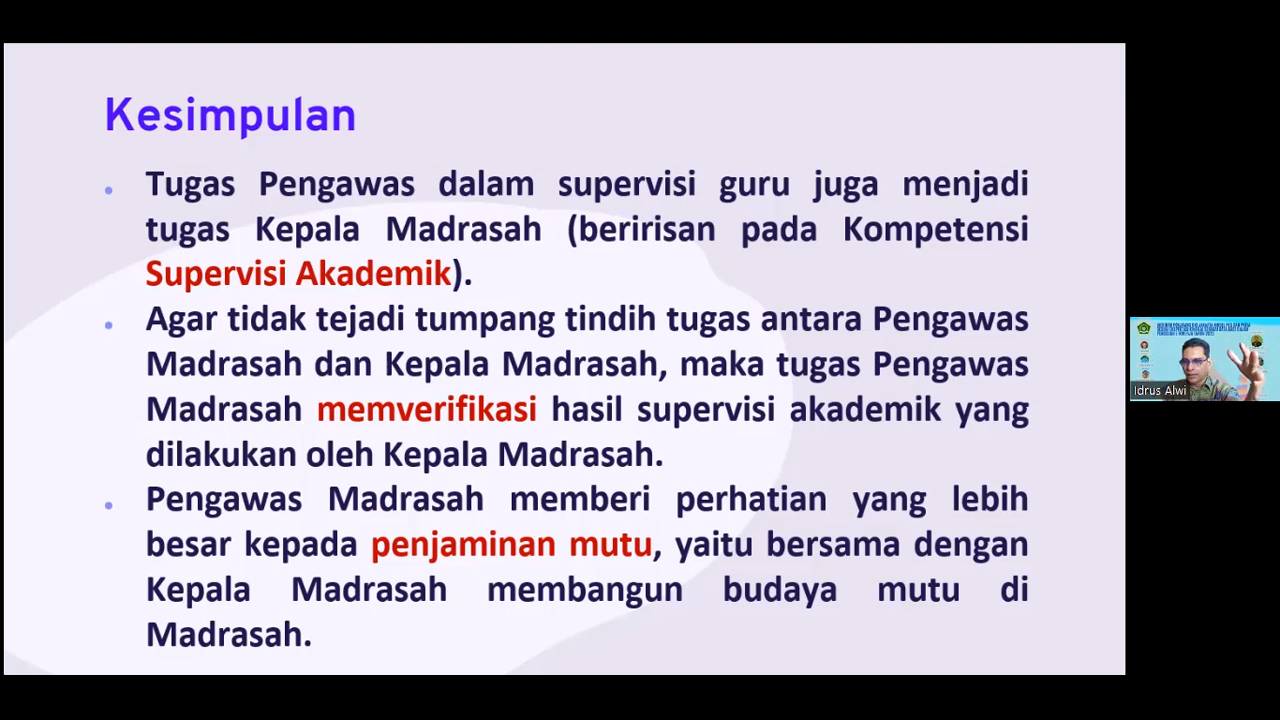 Kesimpulan
Tugas Pengawas dalam supervisi guru juga menjadi
tugas Kepala Madrasah (beririsan pada Kompetensi
Supervisi Akademik).
Agar tidak tejadi tumpang tindih tugas antara Pengawas
Madrasah dan Kepala Madrasah, maka tugas Pengawas
Madrasah memverifikasi hasil supervisi akademik yang
dilakukan oleh Kepala Madrasah.
Pengawas Madrasah memberi perhatian yang lebih
besar kepada penjaminan mutu, yaitu bersama dengan
Kepala Madrasah membangun budaya mutu di
Madrasah.
Idrus Alwi